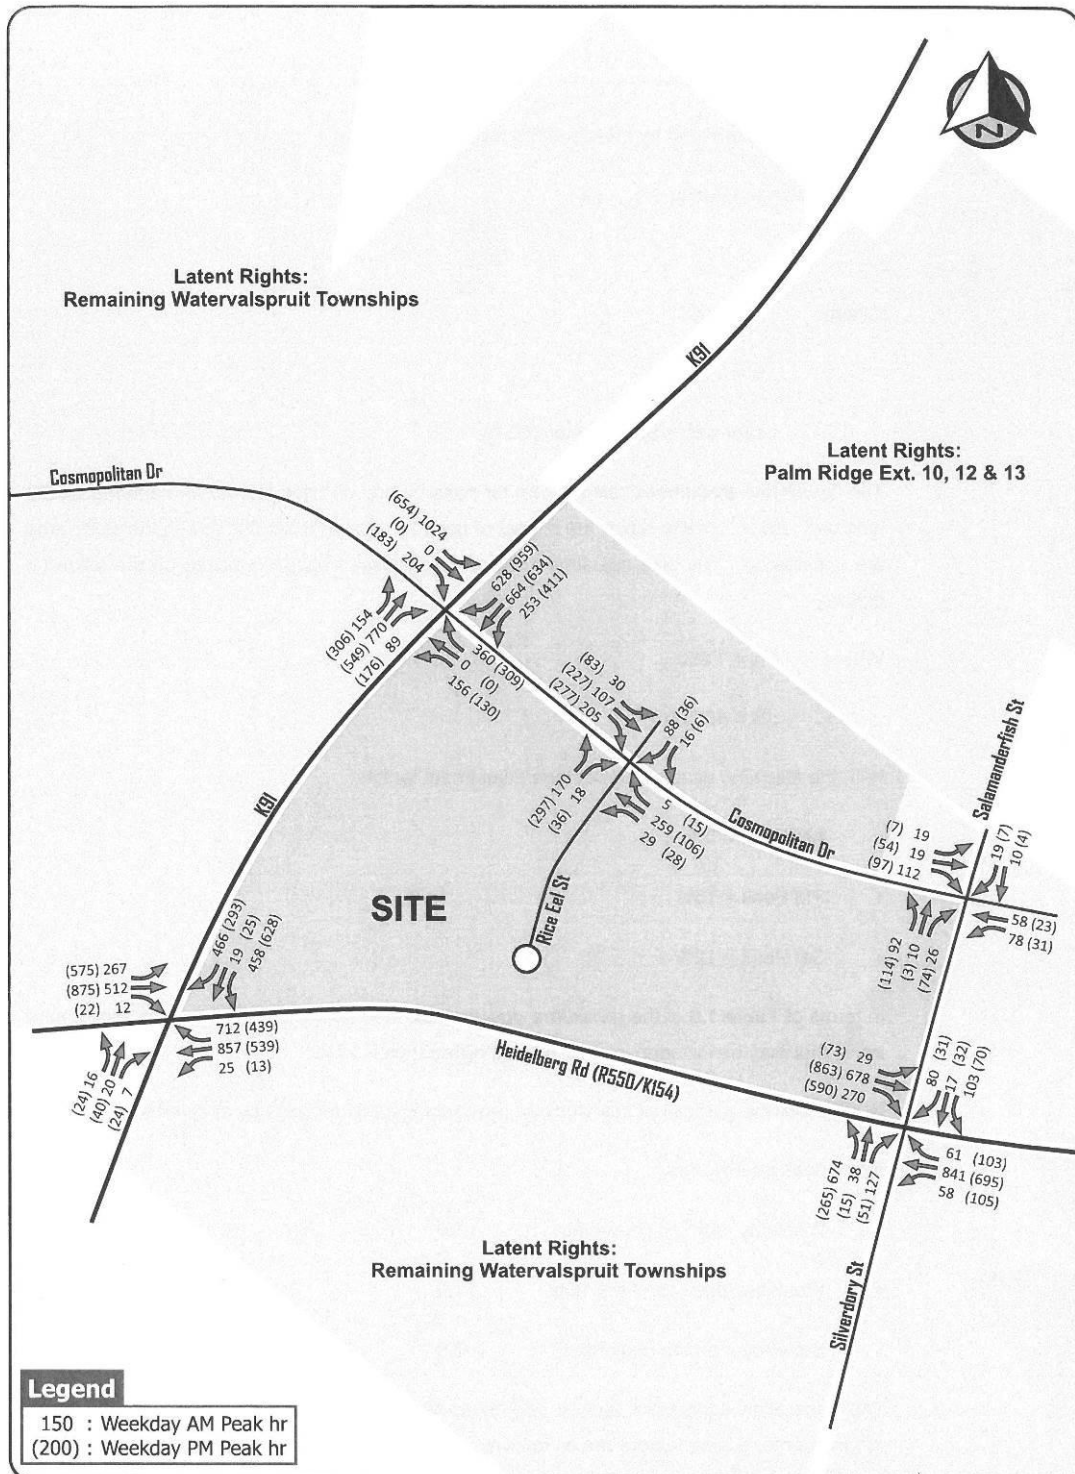 N
Latent Rights:
Remaining Watervalspruit Townships
K91
Latent Rights:
Palm Ridge Ext. 10, 12 & 13
Cosmopolitan Dr
(654) 1024
(0) 0
(183) 204
628 (959)
664 (634)
253 (411)
(306) 154
(549) 770
(176) 89
360 (309)
0 (0)
156 (130)
(83) 30
(227) 107
(277) 205
88 (36)
16 (6)
(297) 170
(36) 18
5 (15)
259 (106)
29 (28)
Cosmopolitan Dr
Salamanderfish St
(7) 19
(54) 19
(97) 112
19 (7)
10 (4)
58 (23)
78 (31)
(114) 92
(3) 10
(74) 26
K91
SITE
Rice Eel St
466 (293)
19 (25)
458 (628)
(575) 267
(875) 512
(22) 12
712 (439)
857 (539)
25 (13)
(24) 16
(40) 20
(24) 7
Heidelberg Rd (R550/K154)
(73) 29
(863) 678
(590) 270
80 (31)
17 (32)
103 (70)
61 (103)
841 (695)
58 (105)
(265) 674
(15) 38
(51) 127
Latent Rights:
Remaining Watervalspruit Townships
Silverdory St
Legend
150 : Weekday AM Peak hr
(200) : Weekday PM Peak hr